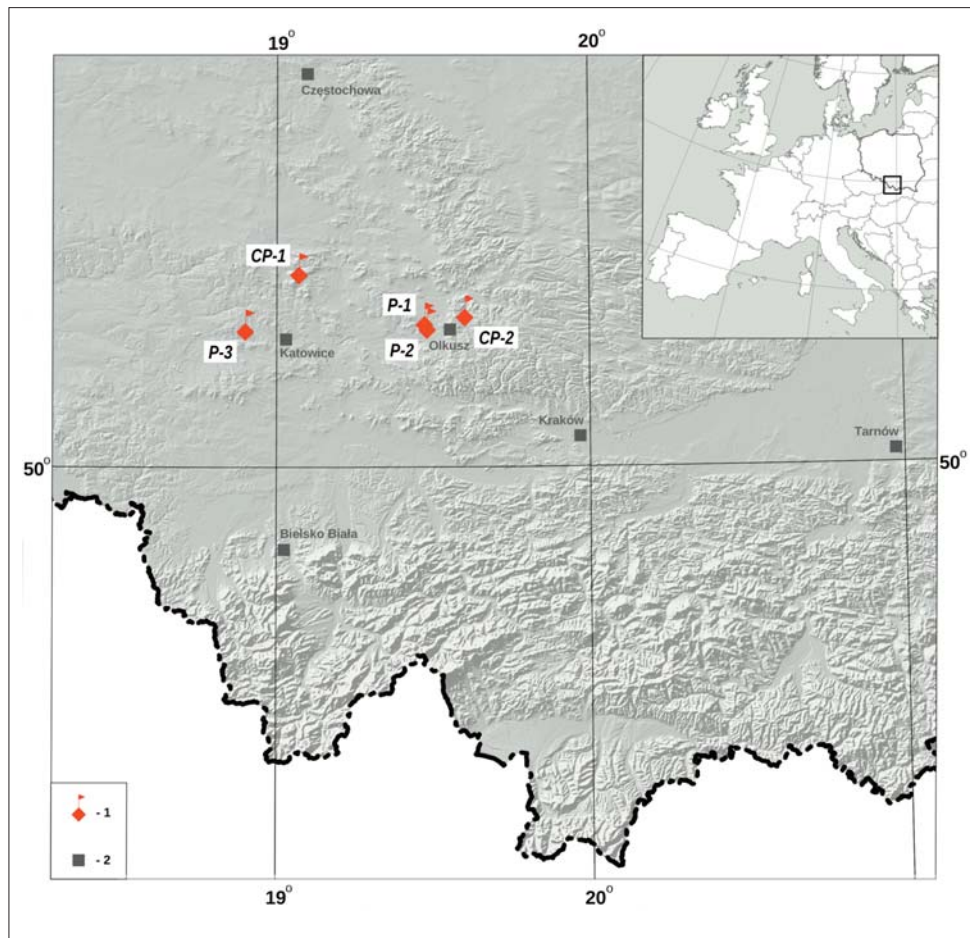 19°
20°
Częstochowa
CP-1
P-1
P-3
Katowice
P-2
Olkusz
CP-2
Kraków
Tarnów
50°
50°
Bielsko Biała
- 1
- 2
19°
20°